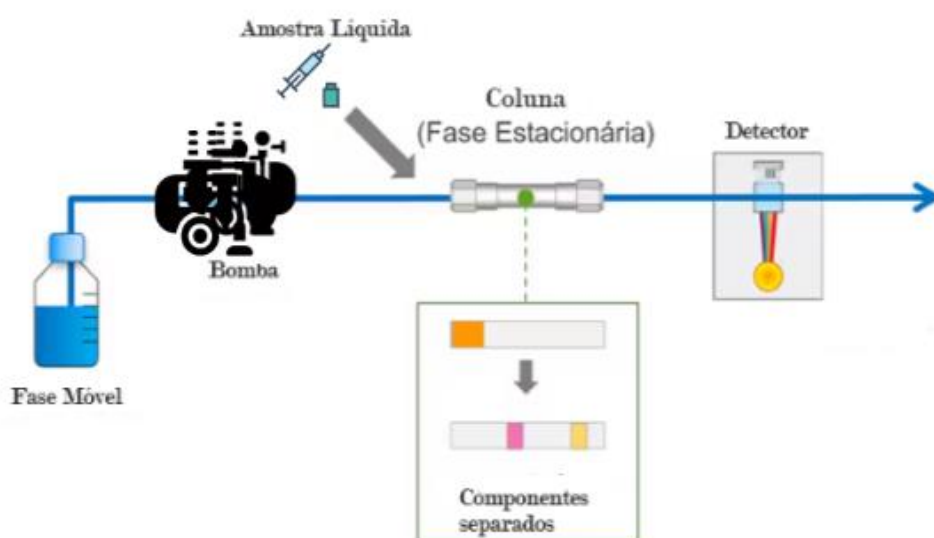 Amostra Líquida
Coluna
(Fase Estacionária)
Detector
Bomba
Fase Móvel
Componentes
separados